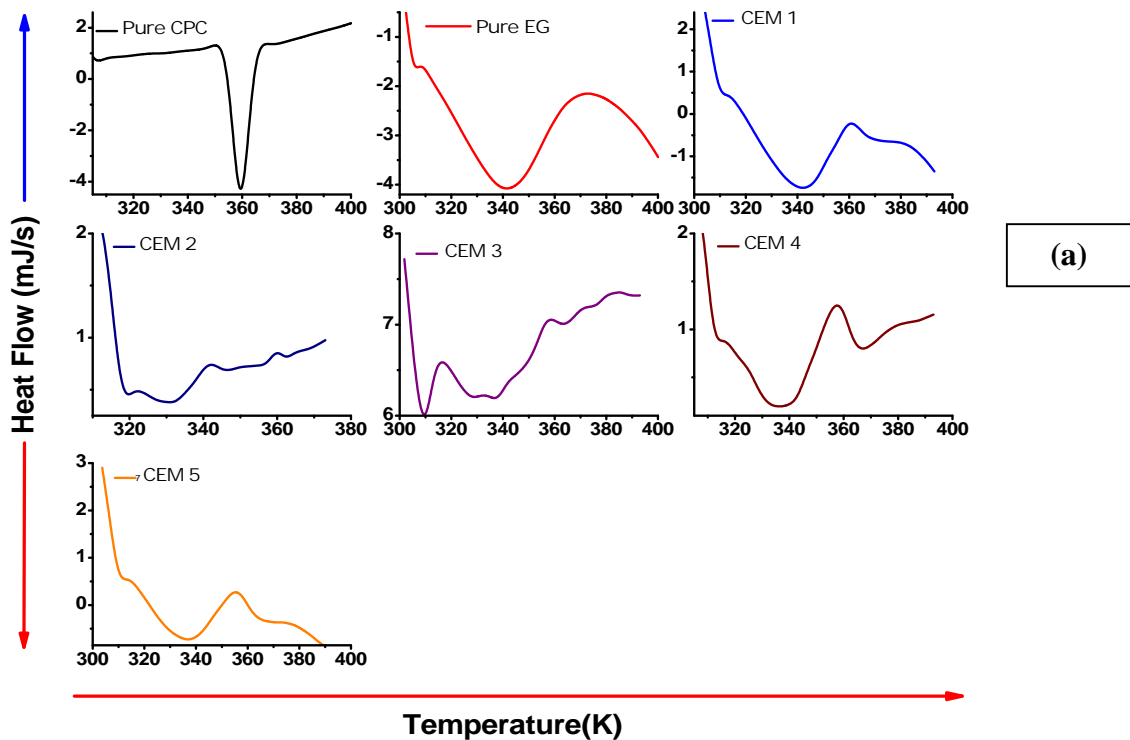 Heat Flow (mJ/s)
Pure CPC
2
0
-2
-4
320 340 360 380 400
Pure EG
-1
-2
-3
-4
300 320 340 360 380 400
CEM 1
2
1
0
-1
300 320 340 360 380 400
CEM 2
2
1
320 340 360 380
CEM 3
8
7
6
300 320 340 360 380 400
CEM 4
2
1
320 340 360 380 400
(a)
7 CEM 5
3
2
1
0
300 320 340 360 380 400
Temperature(K)